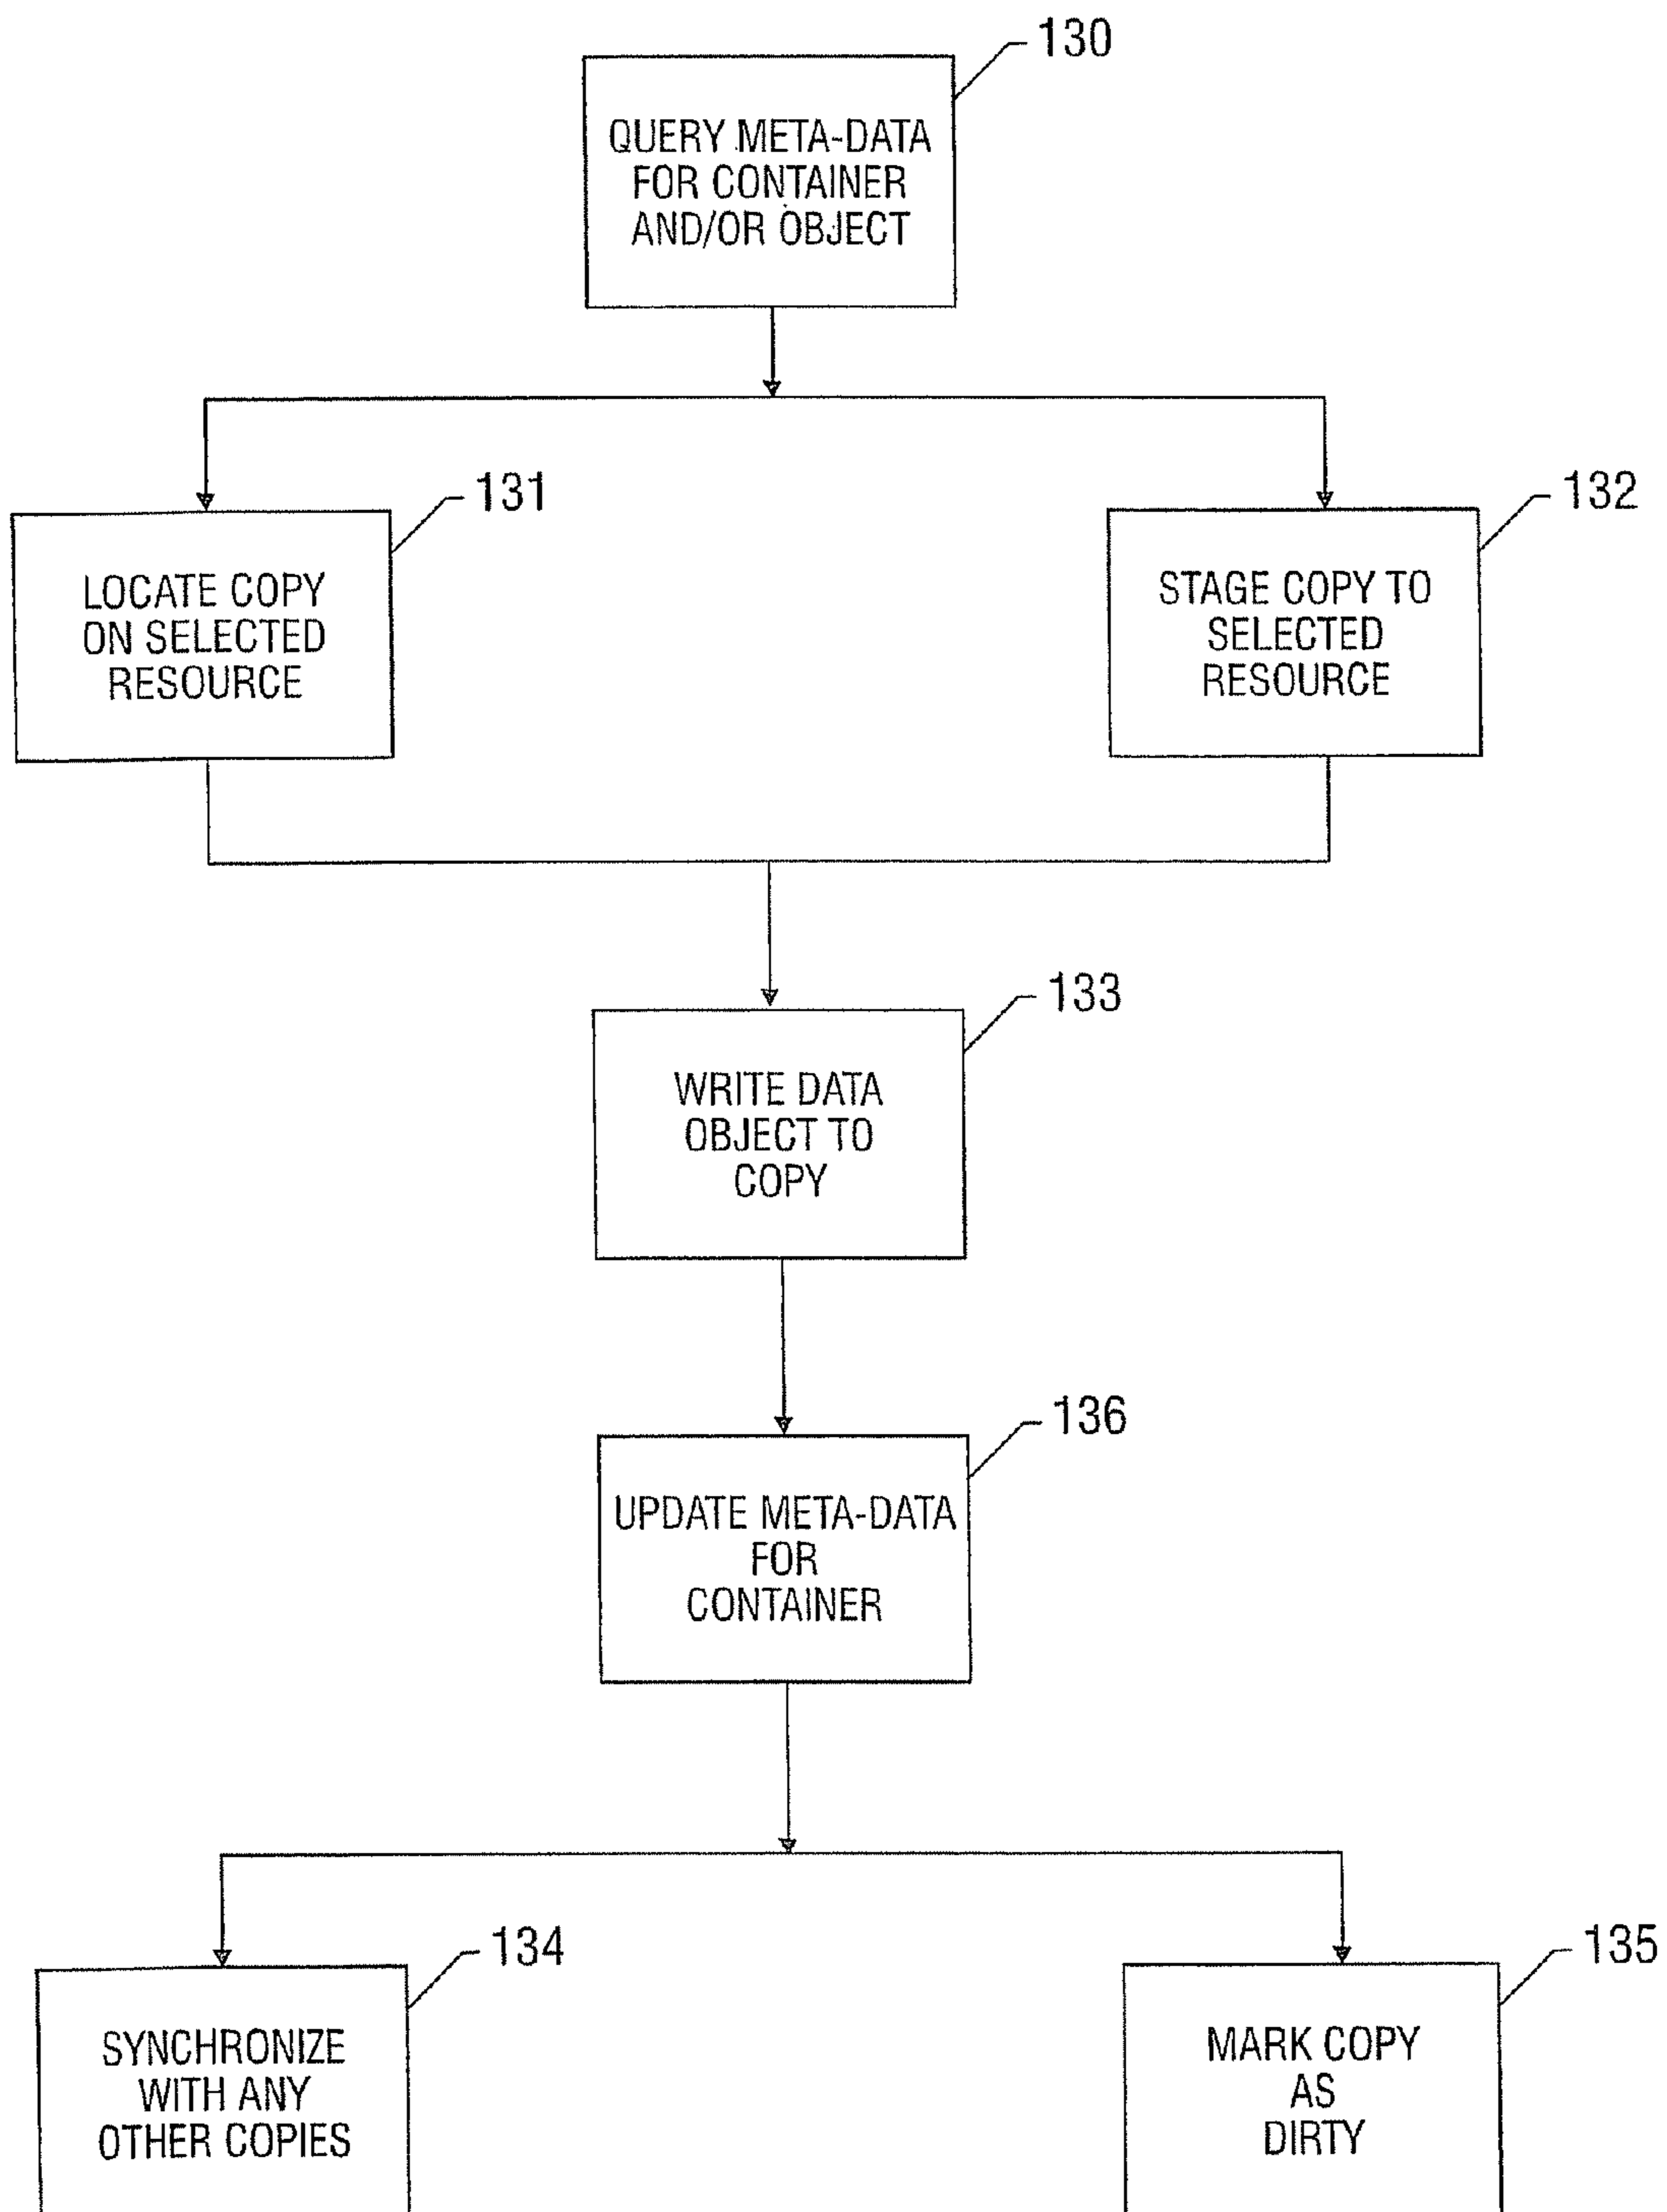 130
QUERY META-DATA
FOR CONTAINER
AND/OR OBJECT
131
LOCATE COPY
ON SELECTED
RESOURCE
132
STAGE COPY TO
SELECTED
RESOURCE
133
WRITE DATA
OBJECT TO
COPY
136
UPDATE META-DATA
FOR
CONTAINER
134
SYNCHRONIZE
WITH ANY
OTHER COPIES
135
MARK COPY
AS
DIRTY